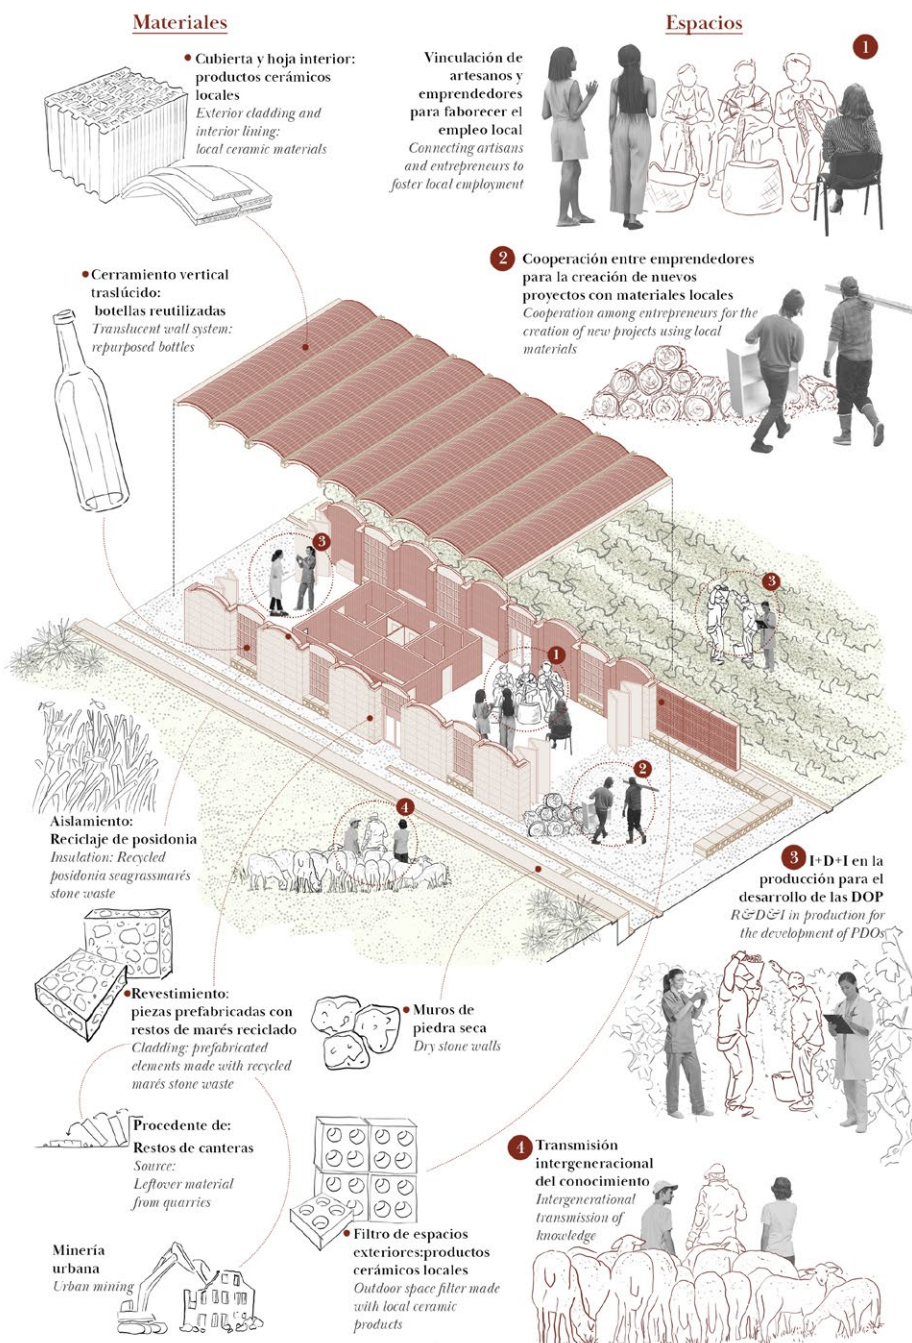 Materiales
Cubierta y hoja interior:
productos cerámicos
locales
Exterior cladding and
interior lining:
local ceramic materials
Cerramiento vertical
traslúcido:
botellas reutilizadas
Translucent wall system:
repurposed bottles
Espacios
1
Vinculación de
artesanos y
emprendedores
para faborecer el
empleo local
Connecting artisans
and entrepreneurs to
foster local employment
2
Cooperación entre emprendedores
para la creación de nuevos
proyectos con materiales locales
Cooperation among entrepreneurs for the
creation of new projects using local
materials
3
3
1
2
4
Aislamiento:
Reciclaje de posidonia
Insulation: Recycled
posidonia seagrassmarés
stone waste
Revestimiento:
piezas prefabricadas con
restos de marés reciclado
Cladding: prefabricated
elements made with recycled
marés stone waste
Muros de
piedra seca
Dry stone walls
Procedente de:
Restos de canteras
Source:
Leftover material
from quarries
Minería
urbana
Urban mining
Filtro de espacios
exteriores:productos
cerámicos locales
Outdoor space filter made
with local ceramic
products
3 I+D+I en la
producción para el
desarrollo de las DOP
R&D&I in production for
the development of PDOs
4 Transmisión
intergeneracional
del conocimiento
Intergenerational
transmission of
knowledge